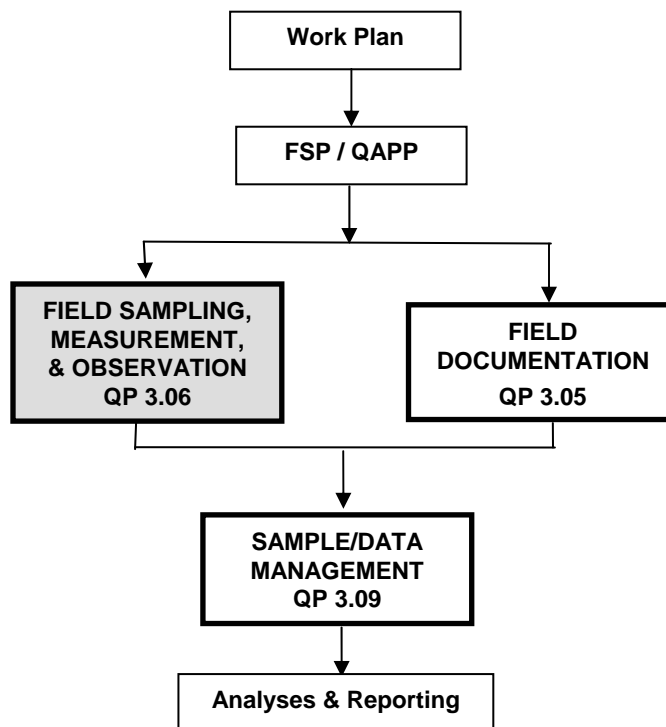 Work Plan
FSP / QAPP
FIELD SAMPLING,
MEASUREMENT,
& OBSERVATION
QP 3.06
FIELD
DOCUMENTATION
QP 3.05
SAMPLE/DATA
MANAGEMENT
QP 3.09
Analyses & Reporting